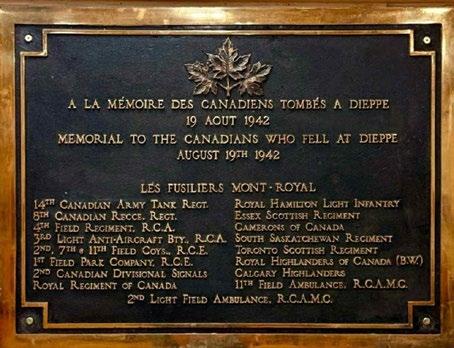 A LA MÉMOIRE DES CANADIENS TOMBÉS A DIEPPE
19 AOUT 1942
MEMORIAL TO THE CANADIANS WHO FELL AT DIEPPE
AUGUST 19TH 1942
LES FUSILIERS MONT-ROYAL
14TH CANADIAN ARMY TANK REGT.
8TH CANADIAN RECCE. REGT.
4TH FIELD REGIMENT, R.C.A.
3RD LIGHT ANTI-AIRCRAFT BTY., R.C.A.
2ND, 7TH & 11TH FIELD COYS., R.C.E.
1ST FIELD PARK COMPANY, R.C.E.
2ND CANADIAN DIVISIONAL SIGNALS
ROYAL REGIMENT OF CANADA
ROYAL HAMILTON LIGHT INFANTRY
ESSEX SCOTTISH REGIMENT
CAMERONS OF CANADA
SOUTH SASKATCHEWAN REGIMENT
TORONTO SCOTTISH REGIMENT
ROYAL HIGHLANDERS OF CANADA (B.W.)
CALGARY HIGHLANDERS
11TH FIELD AMBULANCE, R.C.A.M.C.
2ND LIGHT FIELD AMBULANCE, R.C.A.M.C.